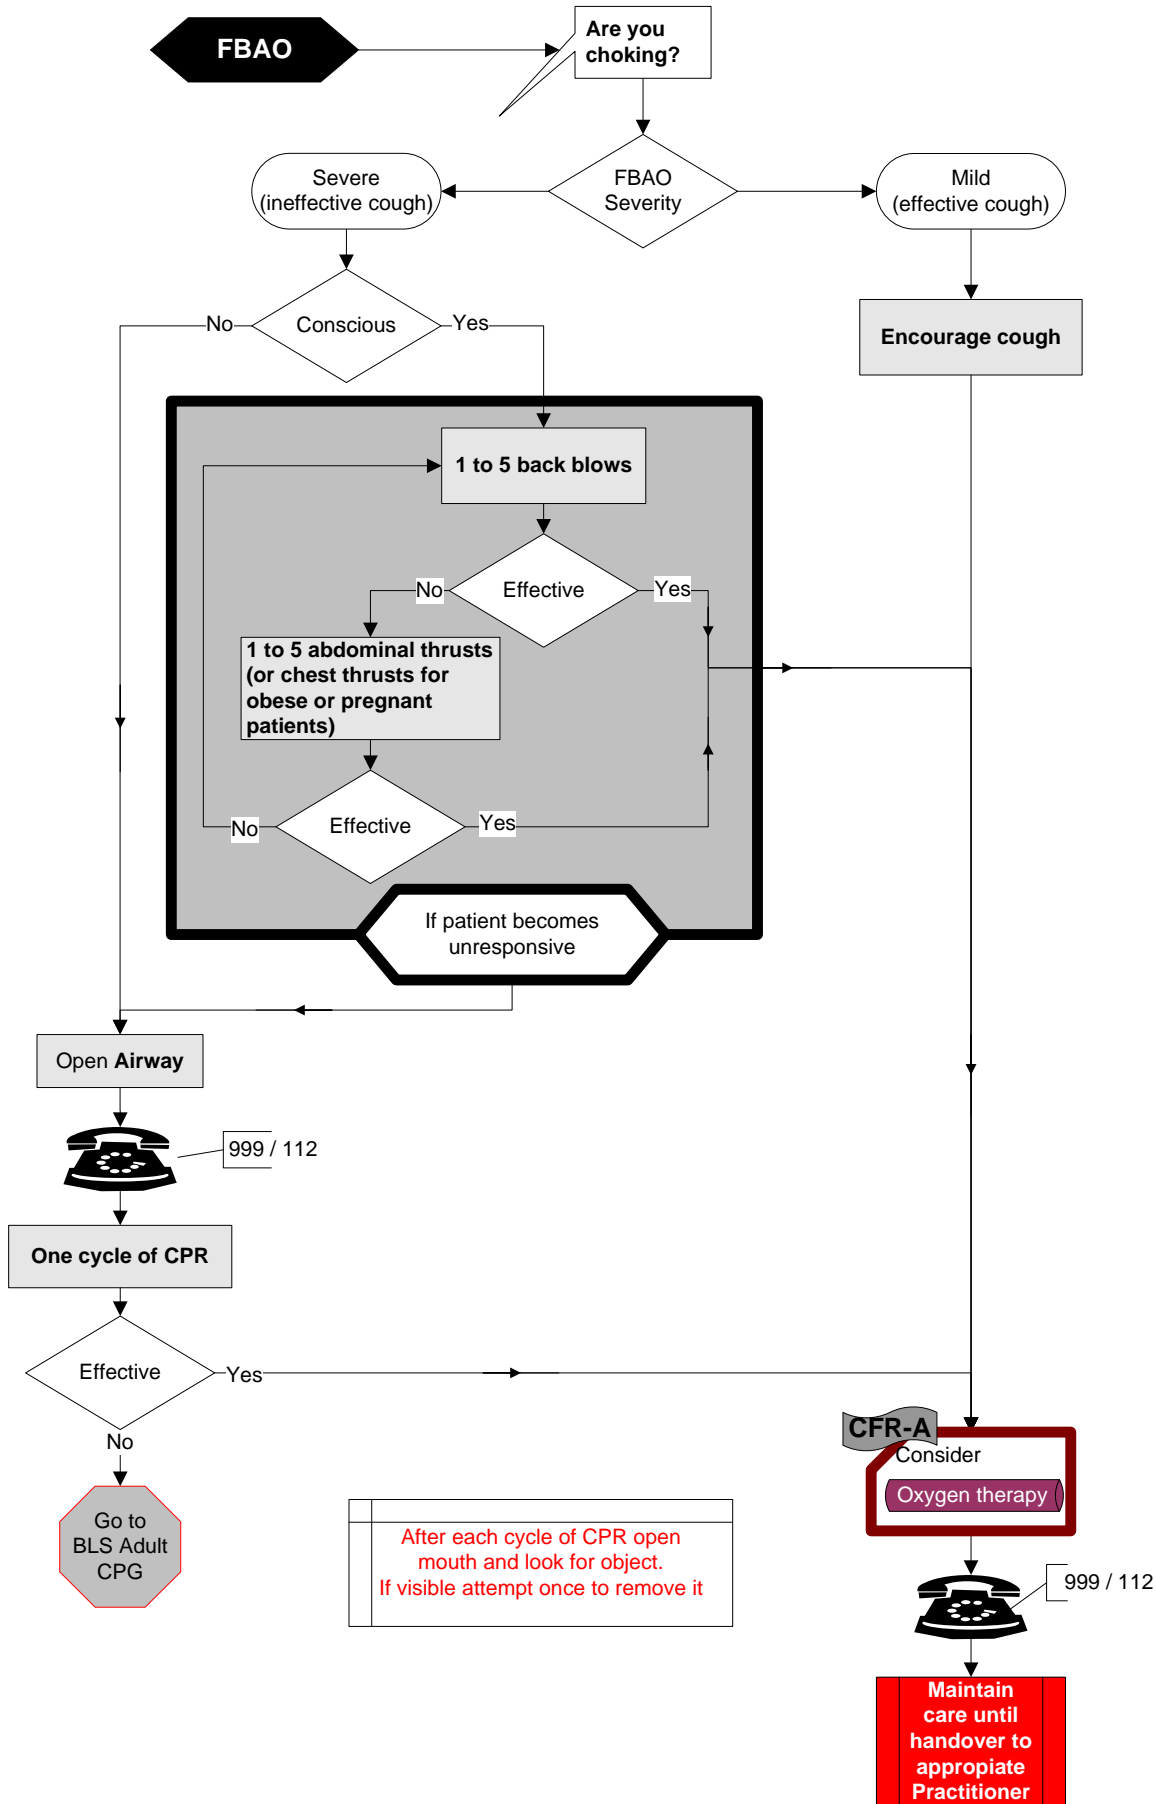 FBAO
Are you
choking?
Severe
(ineffective cough)
FBAO
Severity
Mild
(effective cough)
No
Conscious
Yes
Encourage cough
1 to 5 back blows
No
Effective
Yes
1 to 5 abdominal thrusts
(or chest thrusts for
obese or pregnant
patients)
No
Effective
Yes
If patient becomes
unresponsive
Open Airway
999 / 112
One cycle of CPR
Effective
Yes
No
Go to
BLS Adult
CPG
After each cycle of CPR open
mouth and look for object.
If visible attempt once to remove it
CFR-A
Consider
Oxygen therapy
999 / 112
Maintain
care until
handover to
appropiate
Practitioner